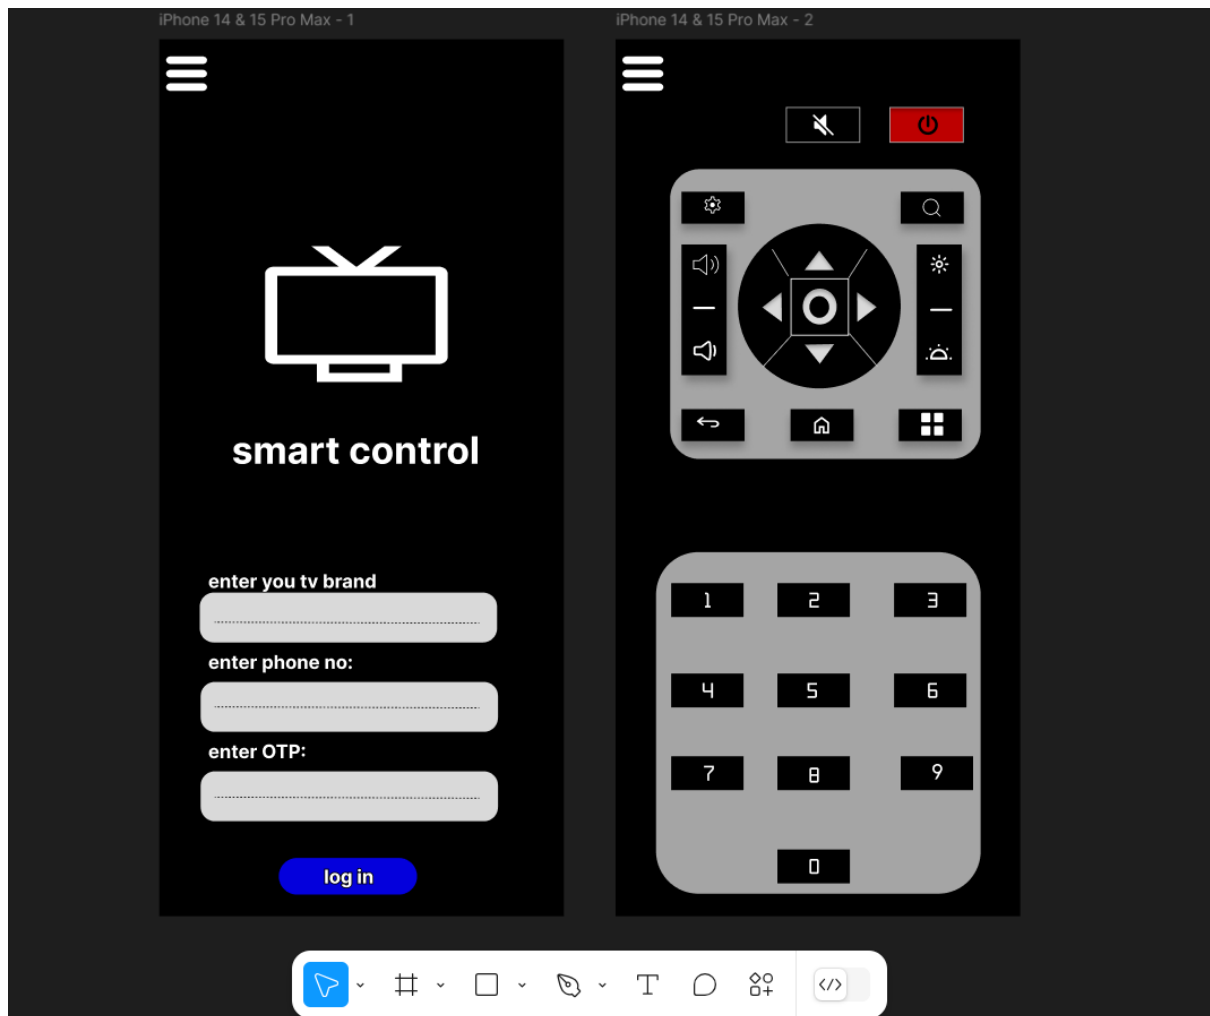 iPhone 14 & 15 Pro Max - 1
iPhone 14 & 15 Pro Max - 2
smart control
enter you tv brand
enter phone no:
enter OTP:
log in
1 2 3
4 5 6
7 8 9
0